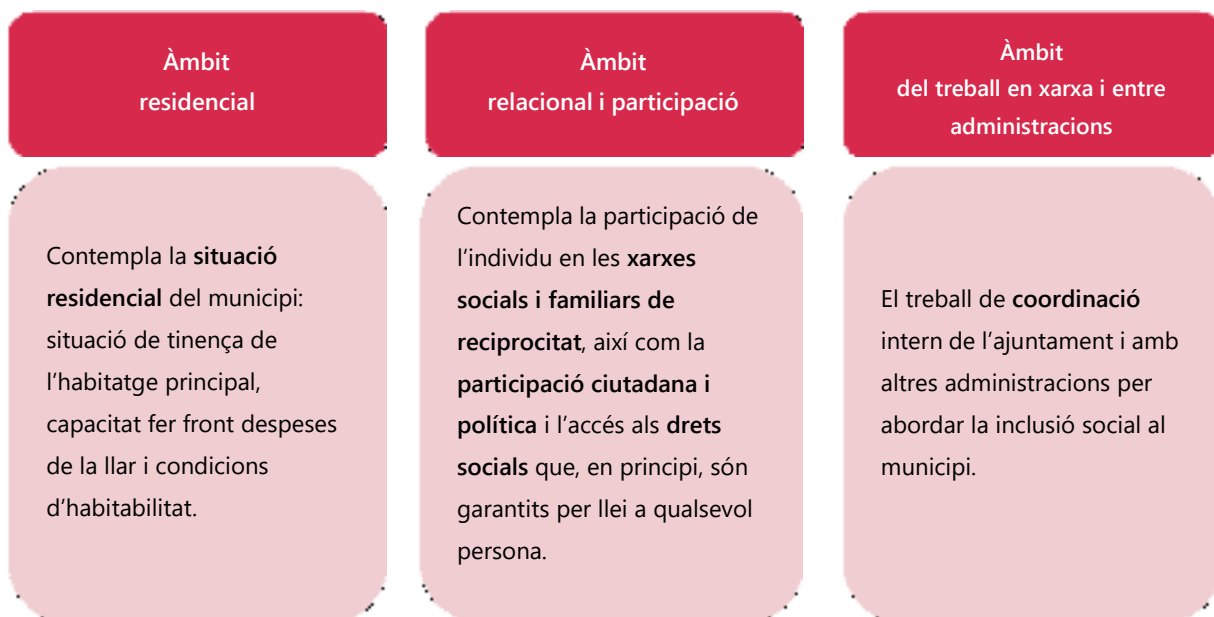 Àmbit
residencial
Contempla la situació
residencial del municipi:
situació de tinença de
l’habitatge principal,
capacitat fer front despeses
de la llar i condicions
d’habitabilitat.
Àmbit
relacional i participació
Contempla la participació de
l’individu en les xarxes
socials i familiars de
reciprocitat, així com la
participació ciutadana i
política i l’accés als drets
socials que, en principi, són
garantits per llei a qualsevol
persona.
Àmbit
del treball en xarxa i entre
administracions
El treball de coordinació
intern de l’ajuntament i amb
altres administracions per
abordar la inclusió social al
municipi.